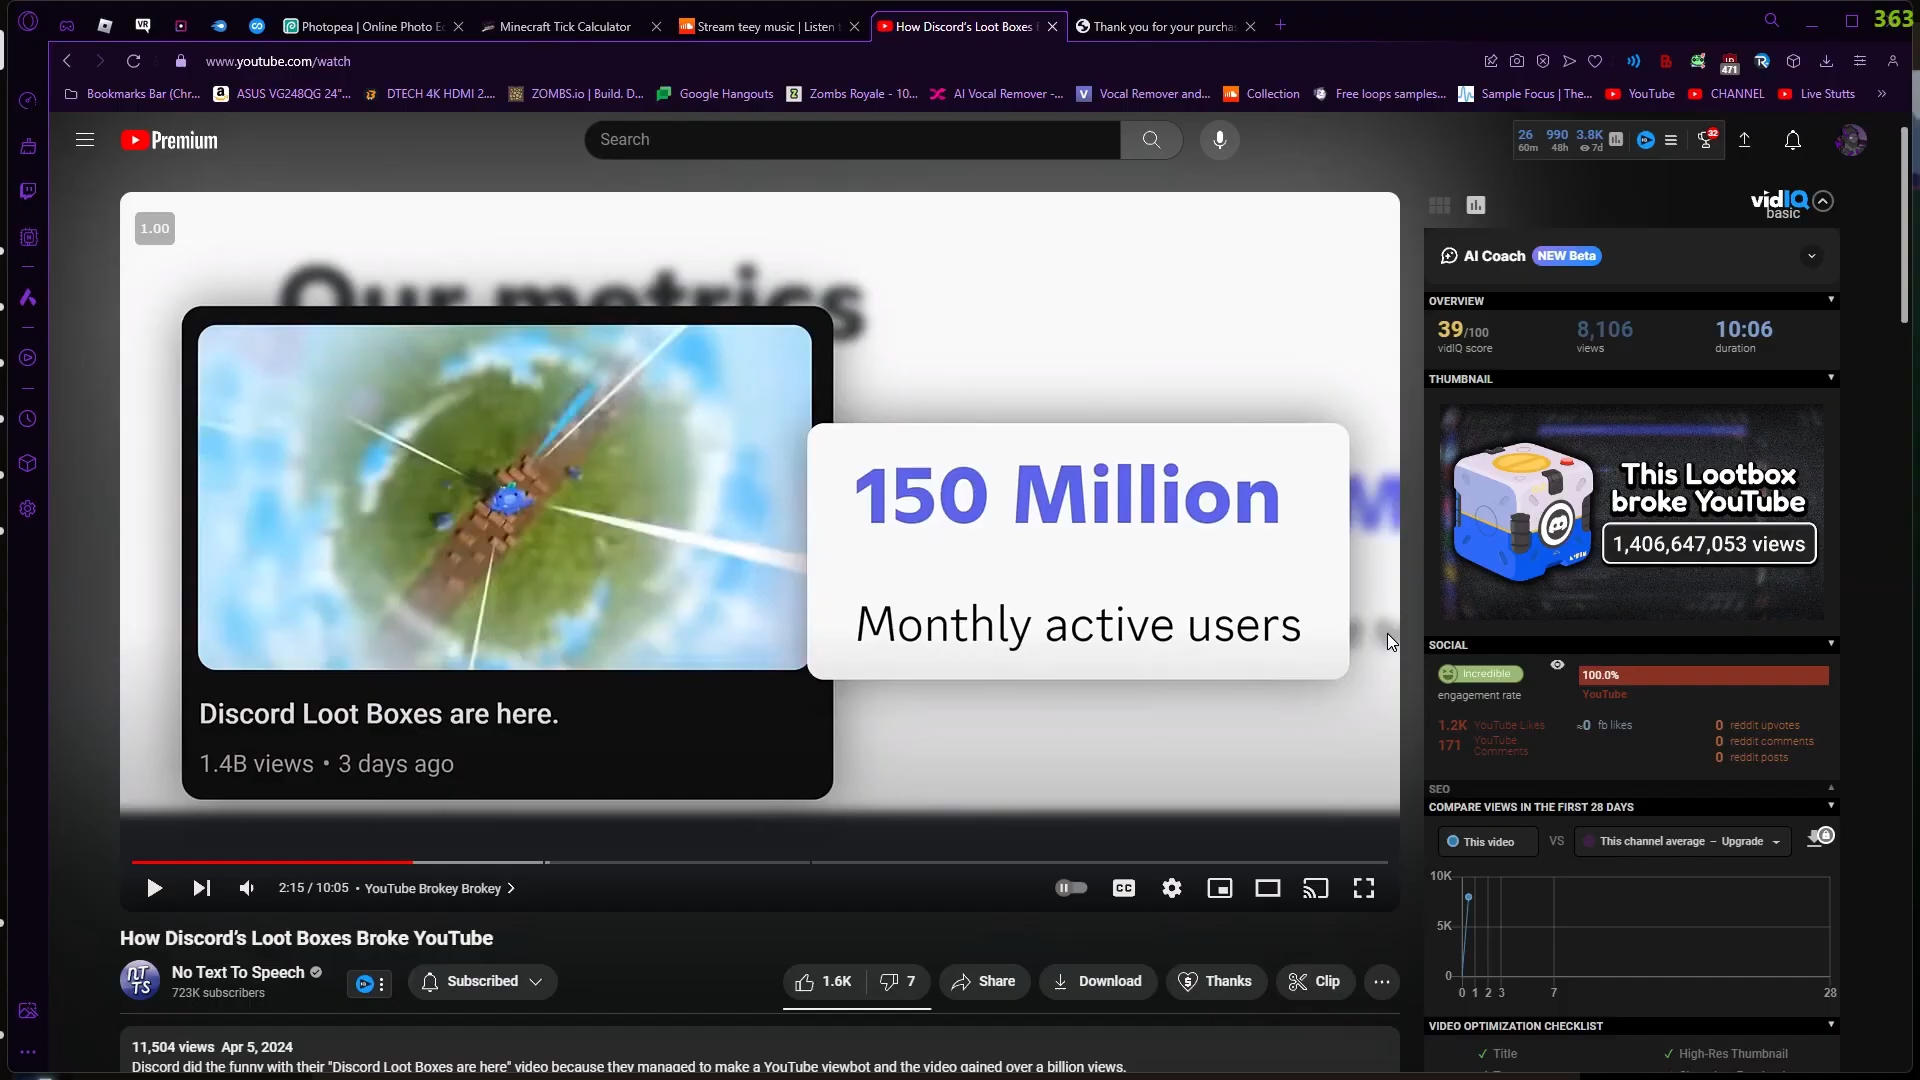 Photopea | Online Photo E
Minecraft Tick Calculator
Stream teey music | Listen
How Discord's Loot Boxes
Thank you for your purcha
363
www.youtube.com/watch
471
Bookmarks Bar (Chr...
ASUS VG248QG 24"...
DTECH 4K HDMI 2....
ZOMBS.io | Build. D...
Google Hangouts
Zombs Royale - 10...
AI Vocal Remover -...
Vocal Remover and...
Collection
Free loops samples...
Sample Focus | The...
YouTube
CHANNEL
Live Stutts
Premium
Search
26 990 3.8K
60m 48h 7d
32
1.00
Our metrics
150 Million
Monthly active users
Discord Loot Boxes are here.
1.4B views • 3 days ago
2:15 / 10:05 • YouTube Brokey Brokey
CC
How Discord's Loot Boxes Broke YouTube
NTTS
No Text To Speech
723K subscribers
Subscribed
1.6K
7
Share
Download
Thanks
Clip
11,504 views Apr 5, 2024
Discord did the funny with their "Discord Loot Boxes are here" video because they managed to make a YouTube viewbot and the video gained over a billion views.
vidIQ
basic
AI Coach NEW Beta
OVERVIEW
39/100 8,106 10:06
vidIQ score views duration
THUMBNAIL
This Lootbox
broke YouTube
1,406,647,053 views
SOCIAL
Incredible
engagement rate
100.0%
YouTube
1.2K YouTube Likes
171 YouTube Comments
≈0 fb likes
0 reddit upvotes
0 reddit comments
0 reddit posts
SEO
COMPARE VIEWS IN THE FIRST 28 DAYS
This video VS This channel average – Upgrade
10K
5K
0
0 1 2 3 7 28
VIDEO OPTIMIZATION CHECKLIST
Title
High-Res Thumbnail